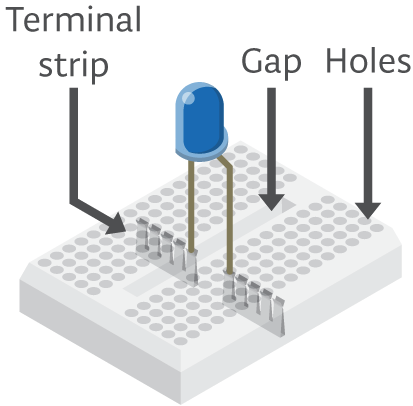 Terminal
strip
Gap
Holes